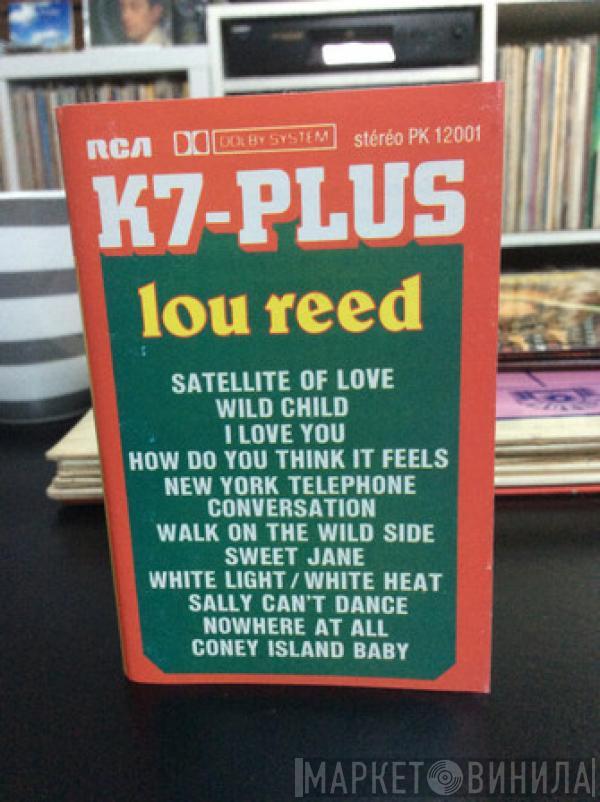 RCA DOLBY SYSTEM stéréo PK 12001
K7-PLUS
lou reed
SATELLITE OF LOVE
WILD CHILD
I LOVE YOU
HOW DO YOU THINK IT FEELS
NEW YORK TELEPHONE
CONVERSATION
WALK ON THE WILD SIDE
SWEET JANE
WHITE LIGHT / WHITE HEAT
SALLY CAN'T DANCE
NOWHERE AT ALL
CONEY ISLAND BABY
МАРКЕТ ВИНИЛА